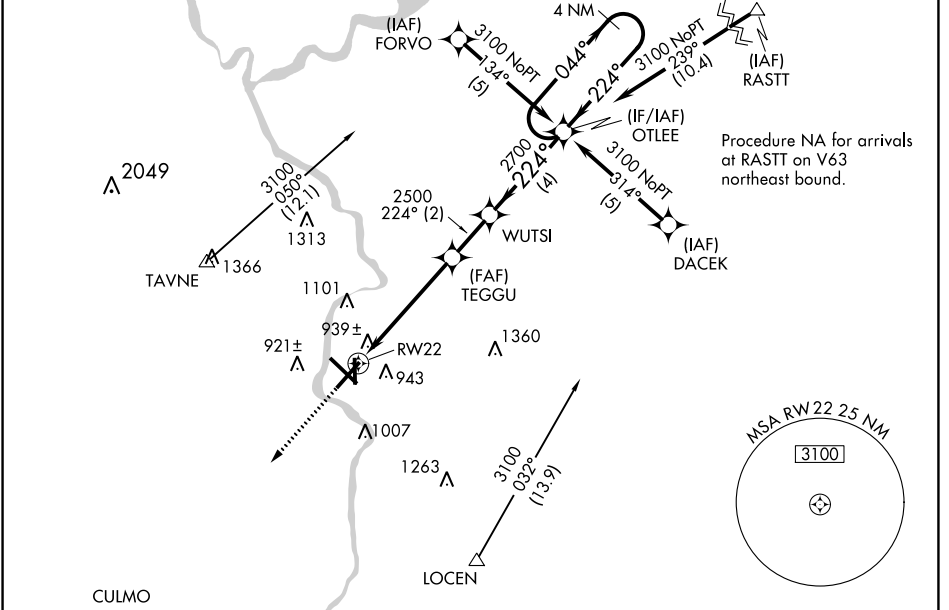 4 NM
(IAF)
FORVO
3100 NoPT
134°
(5)
044°
224°
3100 NoPT
239°
(10.4)
(IAF)
RASTT
(IF/IAF)
OTLEE
Procedure NA for arrivals
at RASTT on V63
northeast bound.
2700
224°
(4)
3100 NoPT
314°
(5)
2049
3100
050°
(12.1)
2500
224° (2)
1313
WUTSI
(IAF)
DACEK
1366
TAVNE
(FAF)
TEGGU
1101
939±
RW22
1360
921±
943
1007
MSA RW22 25 NM
3100
1263
3100
032°
(13.9)
LOCEN
CULMO